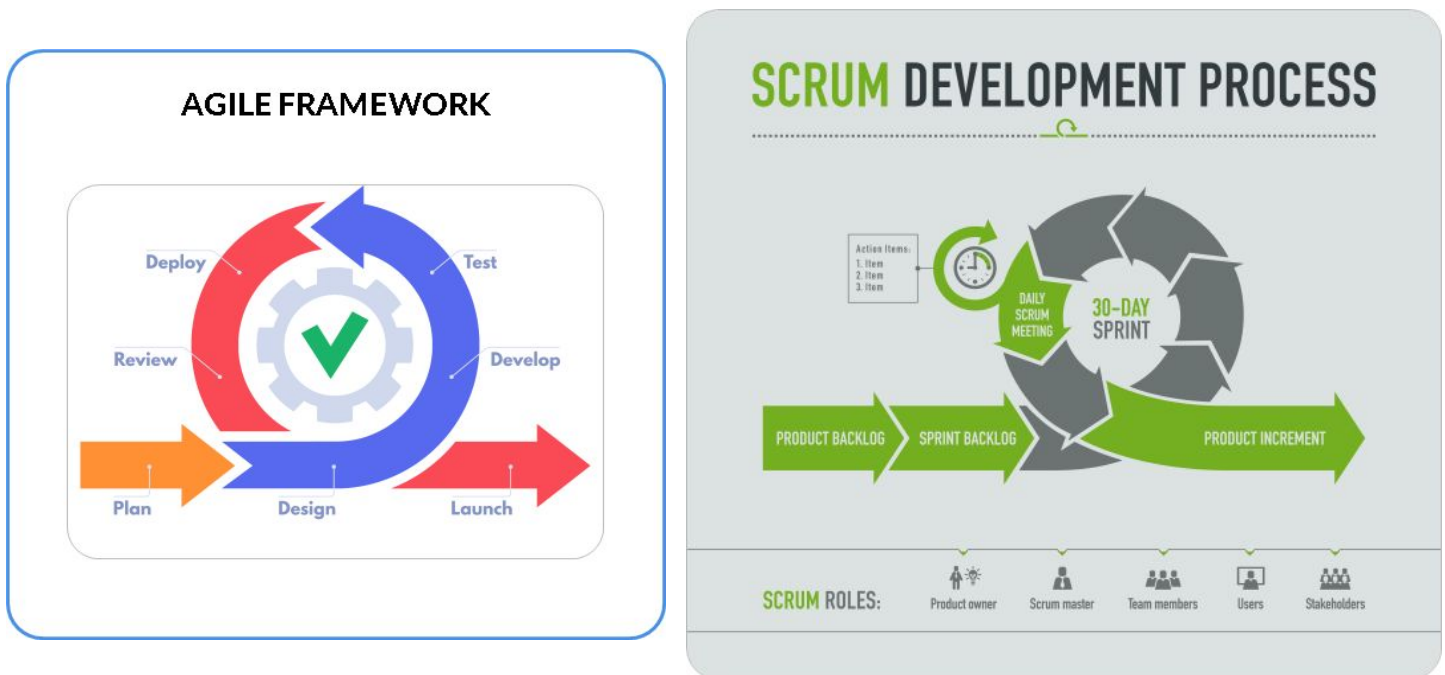 AGILE FRAMEWORK
Deploy
Test
Review
Develop
Plan
Design
Launch
SCRUM DEVELOPMENT PROCESS
Action Items:
1. Item
2. Item
3. Item
DAILY
SCRUM
MEETING
30-DAY
SPRINT
PRODUCT BACKLOG
SPRINT BACKLOG
PRODUCT INCREMENT
SCRUM ROLES:
Product owner
Scrum master
Team members
Users
Stakeholders